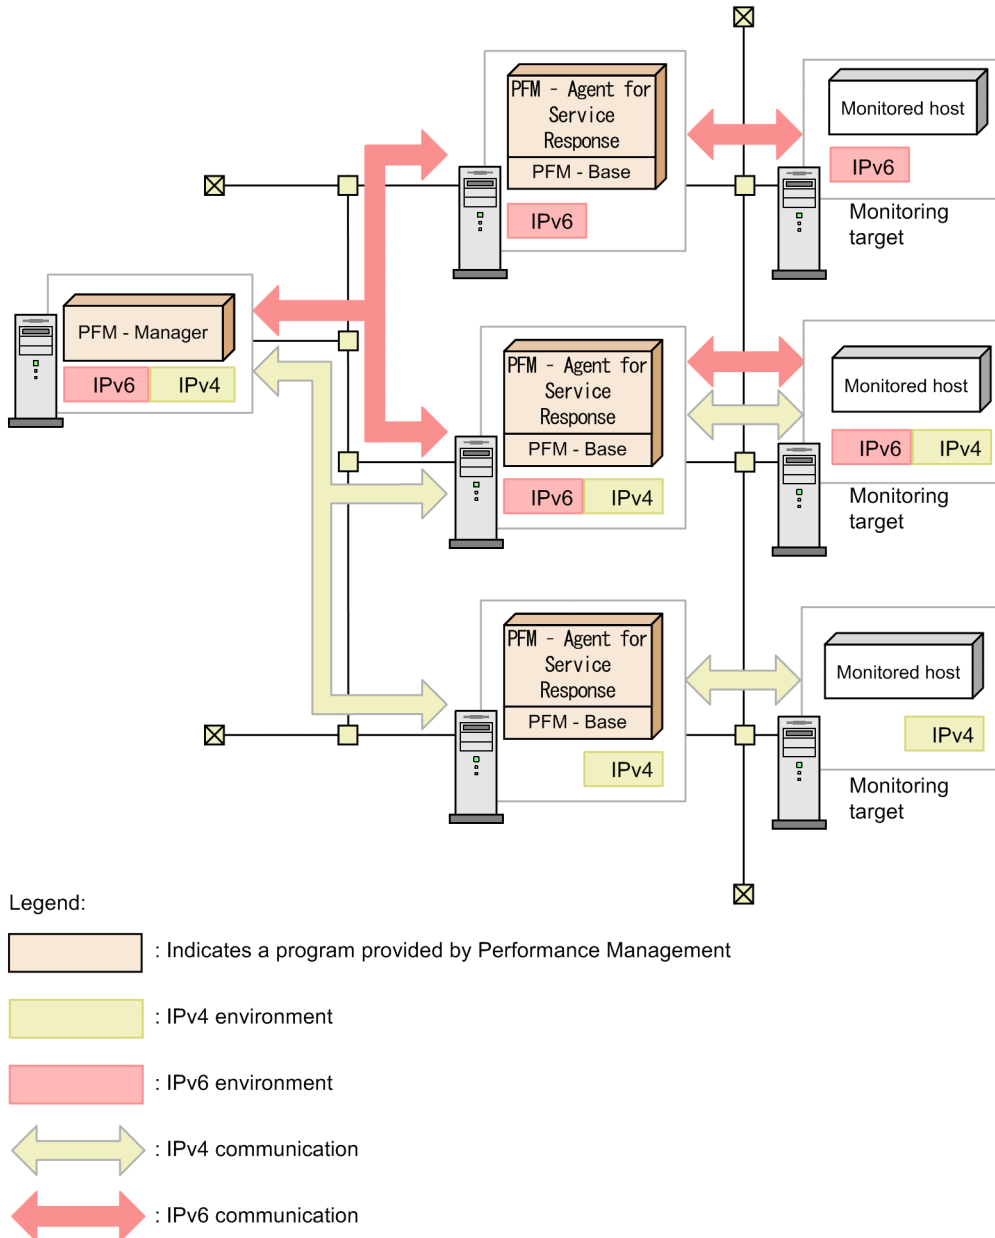 PFM - Agent for
Service
Response
PFM - Base
IPv6
Monitored host
IPv6
Monitoring
target
PFM - Manager
IPv6 IPv4
PFM - Agent for
Service
Response
PFM - Base
IPv6 IPv4
Monitored host
IPv6 IPv4
Monitoring
target
PFM - Agent for
Service
Response
PFM - Base
IPv4
Monitored host
IPv4
Monitoring
target
Legend:
: Indicates a program provided by Performance Management
: IPv4 environment
: IPv6 environment
: IPv4 communication
: IPv6 communication